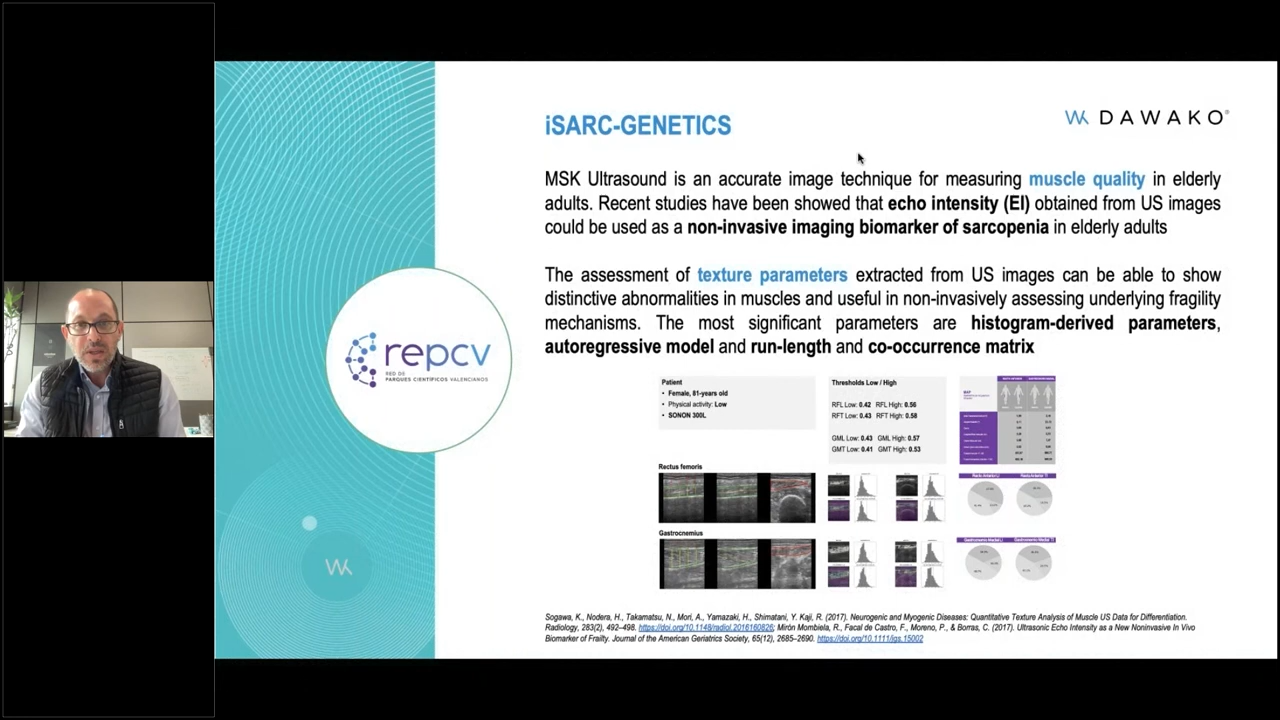 iSARC-GENETICS
WK DAWAKO®
MSK Ultrasound is an accurate image technique for measuring muscle quality in elderly
adults. Recent studies have been showed that echo intensity (EI) obtained from US images
could be used as a non-invasive imaging biomarker of sarcopenia in elderly adults
The assessment of texture parameters extracted from US images can be able to show
distinctive abnormalities in muscles and useful in non-invasively assessing underlying fragility
mechanisms. The most significant parameters are histogram-derived parameters,
autoregressive model and run-length and co-occurrence matrix
repcv
RED DE
PARQUES CIENTÍFICOS VALENCIANOS
WK
Patient
• Female, 81-years old
• Physical activity: Low
• SONON 300L
Thresholds Low / High
RFL Low: 0.42 RFL High: 0.56
RFT Low: 0.43 RFT High: 0.58
GML Low: 0.43 GML High: 0.57
GMT Low: 0.41 GMT High: 0.53
Rectus femoris
Gastrocnemius
Sogawa, K., Nodera, H., Takamatsu, N., Mori, A., Yamazaki, H., Shimatani, Y. Kaji, R. (2017). Neurogenic and Myogenic Diseases: Quantitative Texture Analysis of Muscle US Data for Differentiation.
Radiology, 283(2), 492–498. https://doi.org/10.1148/radiol.2016160826; Mirón Mombiela, R., Facal de Castro, F., Moreno, P., & Borras, C. (2017). Ultrasonic Echo Intensity as a New Noninvasive In Vivo
Biomarker of Frailty. Journal of the American Geriatrics Society, 65(12), 2685–2690. https://doi.org/10.1111/jgs.15002